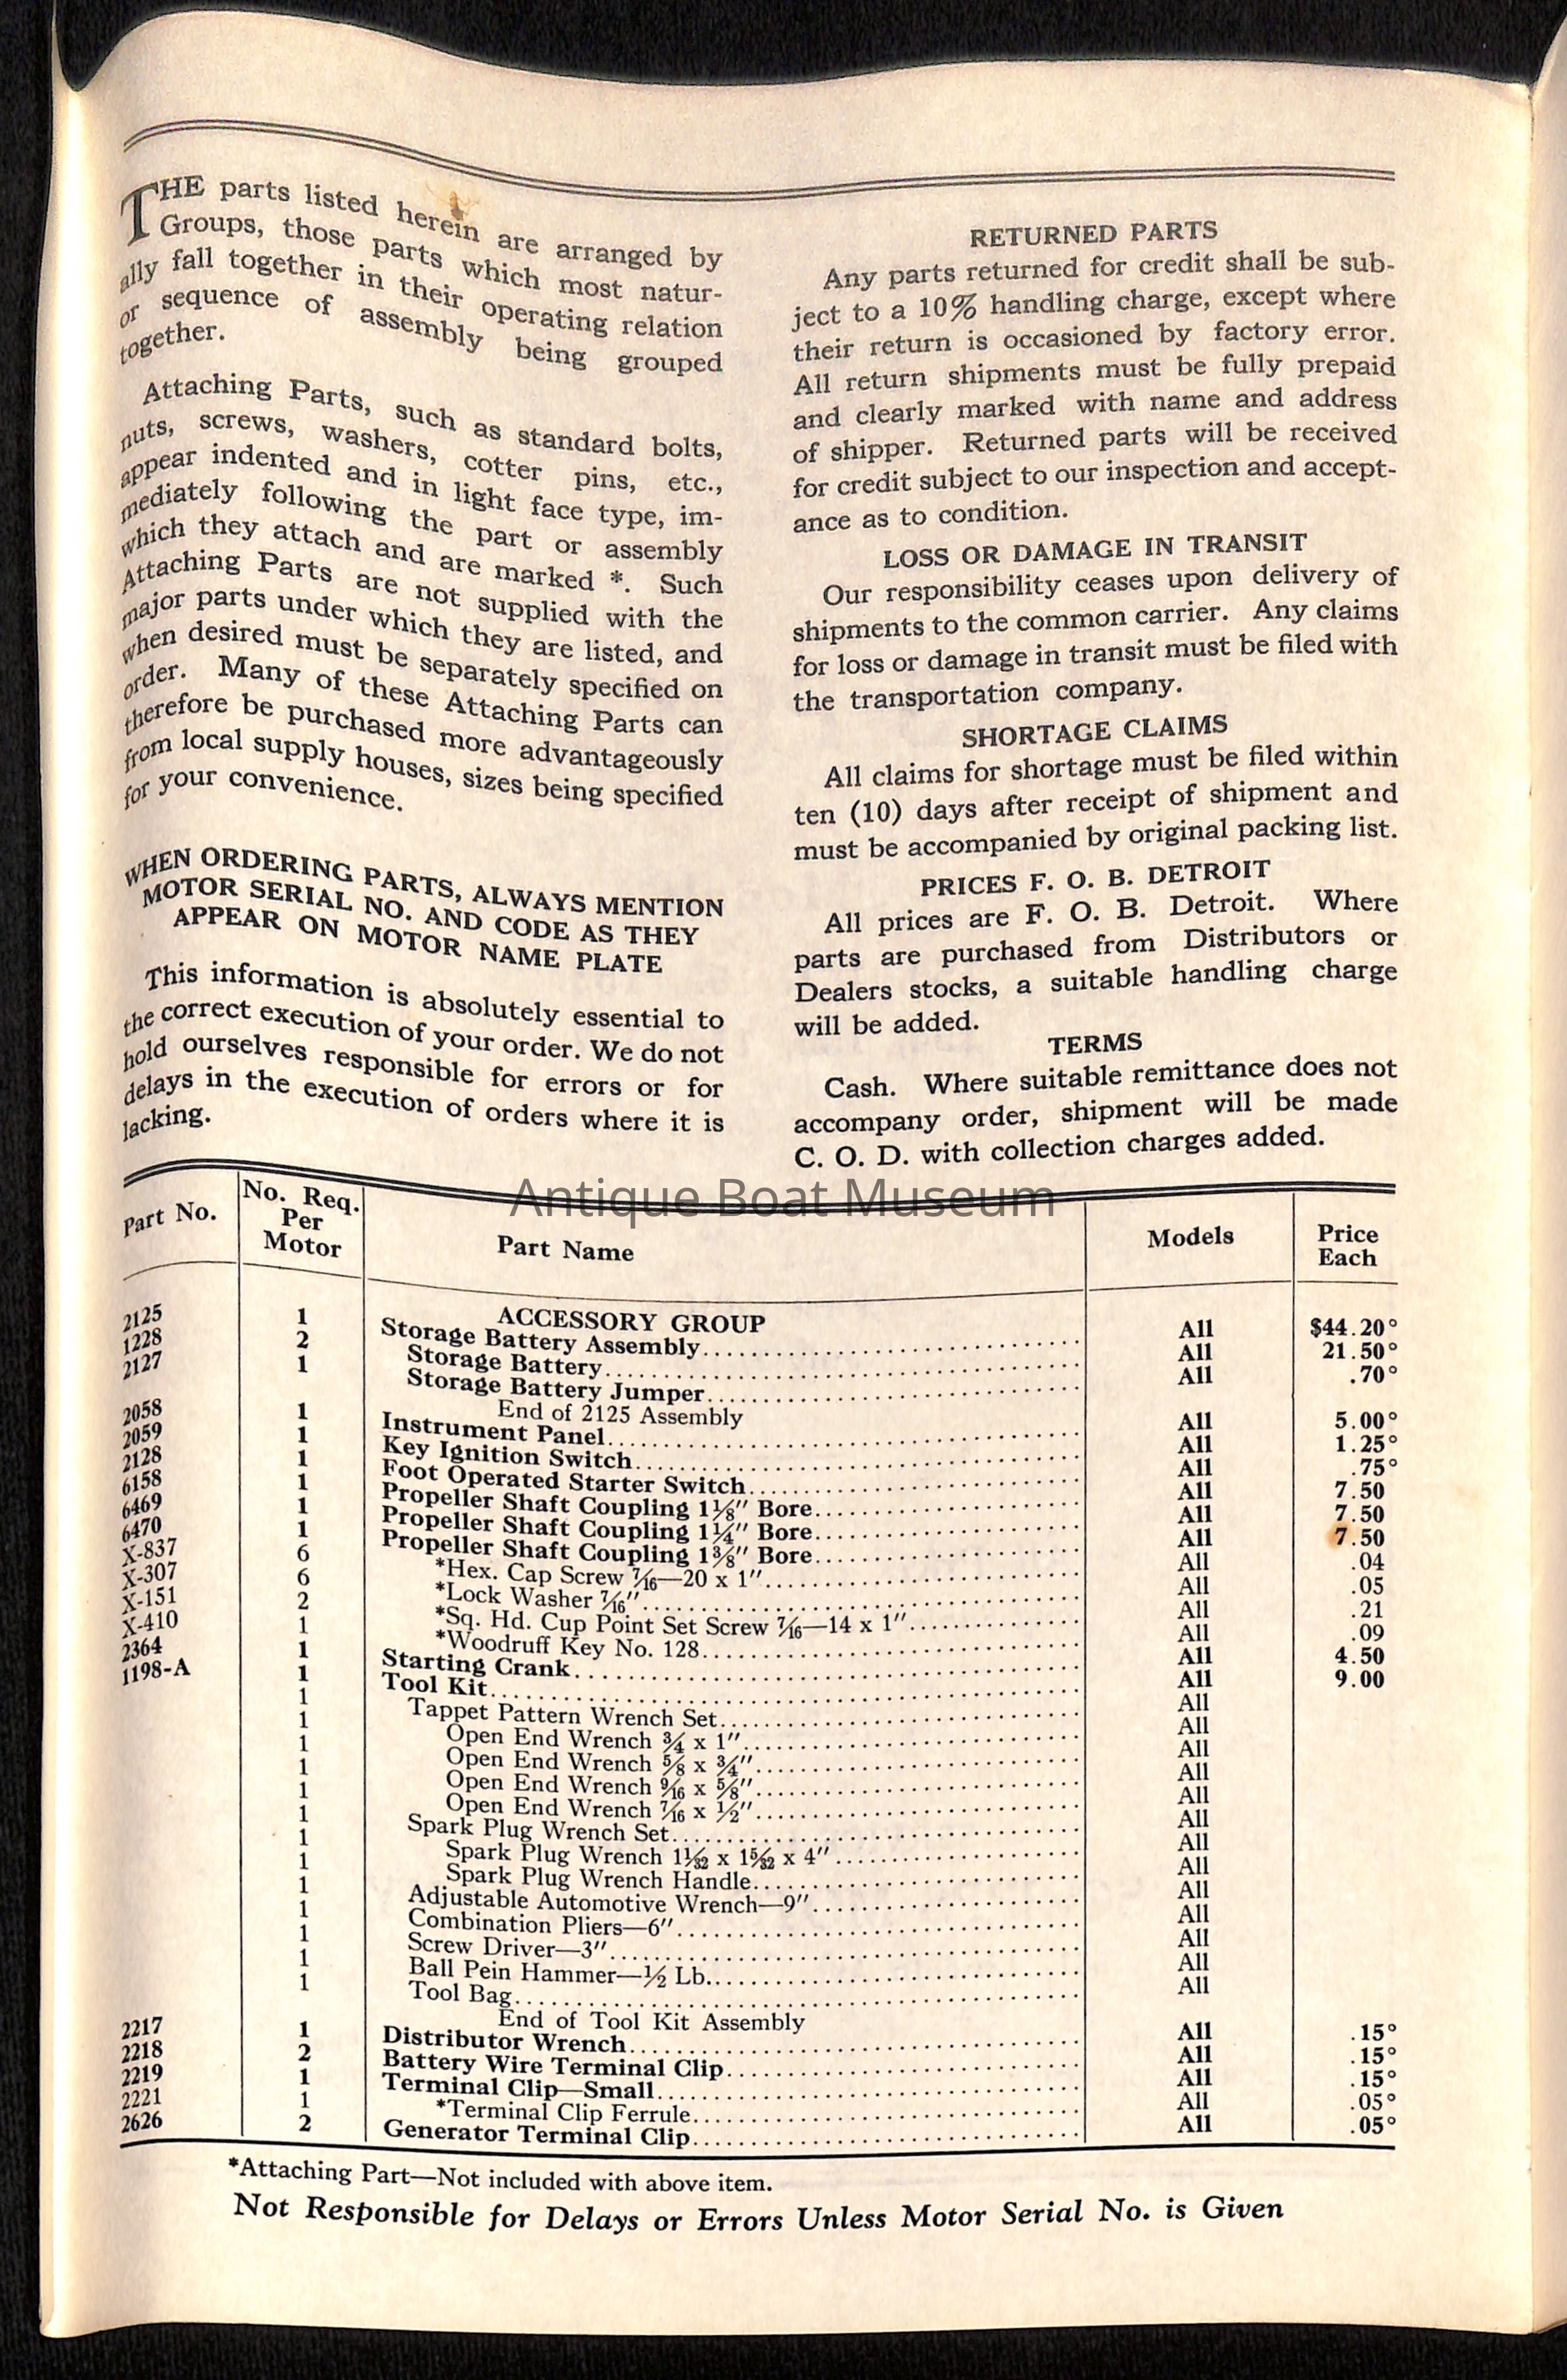 THE parts listed herein are arranged by
Groups, those parts which most natur-
ally fall together in their operating relation
or sequence of assembly being grouped
together.
Attaching Parts, such as standard bolts,
nuts, screws, washers, cotter pins, etc.,
appear indented and in light face type, im-
mediately following the part or assembly
which they attach and are marked *. Such
Attaching Parts are not supplied with the
major parts under which they are listed, and
when desired must be separately specified on
order. Many of these Attaching Parts can
therefore be purchased more advantageously
from local supply houses, sizes being specified
for your convenience.
WHEN ORDERING PARTS, ALWAYS MENTION
MOTOR SERIAL NO. AND CODE AS THEY
APPEAR ON MOTOR NAME PLATE
This information is absolutely essential to
the correct execution of your order. We do not
hold ourselves responsible for errors or for
delays in the execution of orders where it is
lacking.
RETURNED PARTS
Any parts returned for credit shall be sub-
ject to a 10% handling charge, except where
their return is occasioned by factory error.
All return shipments must be fully prepaid
and clearly marked with name and address
of shipper. Returned parts will be received
for credit subject to our inspection and accept-
ance as to condition.
LOSS OR DAMAGE IN TRANSIT
Our responsibility ceases upon delivery of
shipments to the common carrier. Any claims
for loss or damage in transit must be filed with
the transportation company.
SHORTAGE CLAIMS
All claims for shortage must be filed within
ten (10) days after receipt of shipment and
must be accompanied by original packing list.
PRICES F. O. B. DETROIT
All prices are F. O. B. Detroit. Where
parts are purchased from Distributors or
Dealers stocks, a suitable handling charge
will be added.
TERMS
Cash. Where suitable remittance does not
accompany order, shipment will be made
C. O. D. with collection charges added.
Antique Boat Museum
Part No. No. Req. Per Motor Part Name Models Price Each
ACCESSORY GROUP
2125 1 Storage Battery Assembly All $44.20°
1228 2 Storage Battery All 21.50°
2127 1 Storage Battery Jumper All .70°
End of 2125 Assembly
2058 1 Instrument Panel All 5.00°
2059 1 Key Ignition Switch All 1.25°
2128 1 Foot Operated Starter Switch All .75°
6158 1 Propeller Shaft Coupling 1⅛" Bore All 7.50
6469 1 Propeller Shaft Coupling 1¼" Bore All 7.50
6470 1 Propeller Shaft Coupling 1⅜" Bore All 7.50
X-837 6 *Hex. Cap Screw 7/16—20 x 1" All .04
X-307 6 *Lock Washer 7/16" All .05
X-151 2 *Sq. Hd. Cup Point Set Screw 7/16—14 x 1" All .21
X-410 1 *Woodruff Key No. 128 All .09
2364 1 Starting Crank All 4.50
1198-A 1 Tool Kit All 9.00
1 Tappet Pattern Wrench Set All
1 Open End Wrench ¾ x 1" All
1 Open End Wrench ⅝ x ¾" All
1 Open End Wrench 9/16 x ⅝" All
1 Open End Wrench 7/16 x ½" All
1 Spark Plug Wrench Set All
1 Spark Plug Wrench 1 1/32 x 1 5/32 x 4" All
1 Spark Plug Wrench Handle All
1 Adjustable Automotive Wrench—9" All
1 Combination Pliers—6" All
1 Screw Driver—3" All
1 Ball Pein Hammer—½ Lb. All
1 Tool Bag All
End of Tool Kit Assembly
2217 1 Distributor Wrench All .15°
2218 2 Battery Wire Terminal Clip All .15°
2219 1 Terminal Clip—Small All .15°
2221 1 *Terminal Clip Ferrule All .05°
2626 2 Generator Terminal Clip All .05°
*Attaching Part—Not included with above item.
Not Responsible for Delays or Errors Unless Motor Serial No. is Given